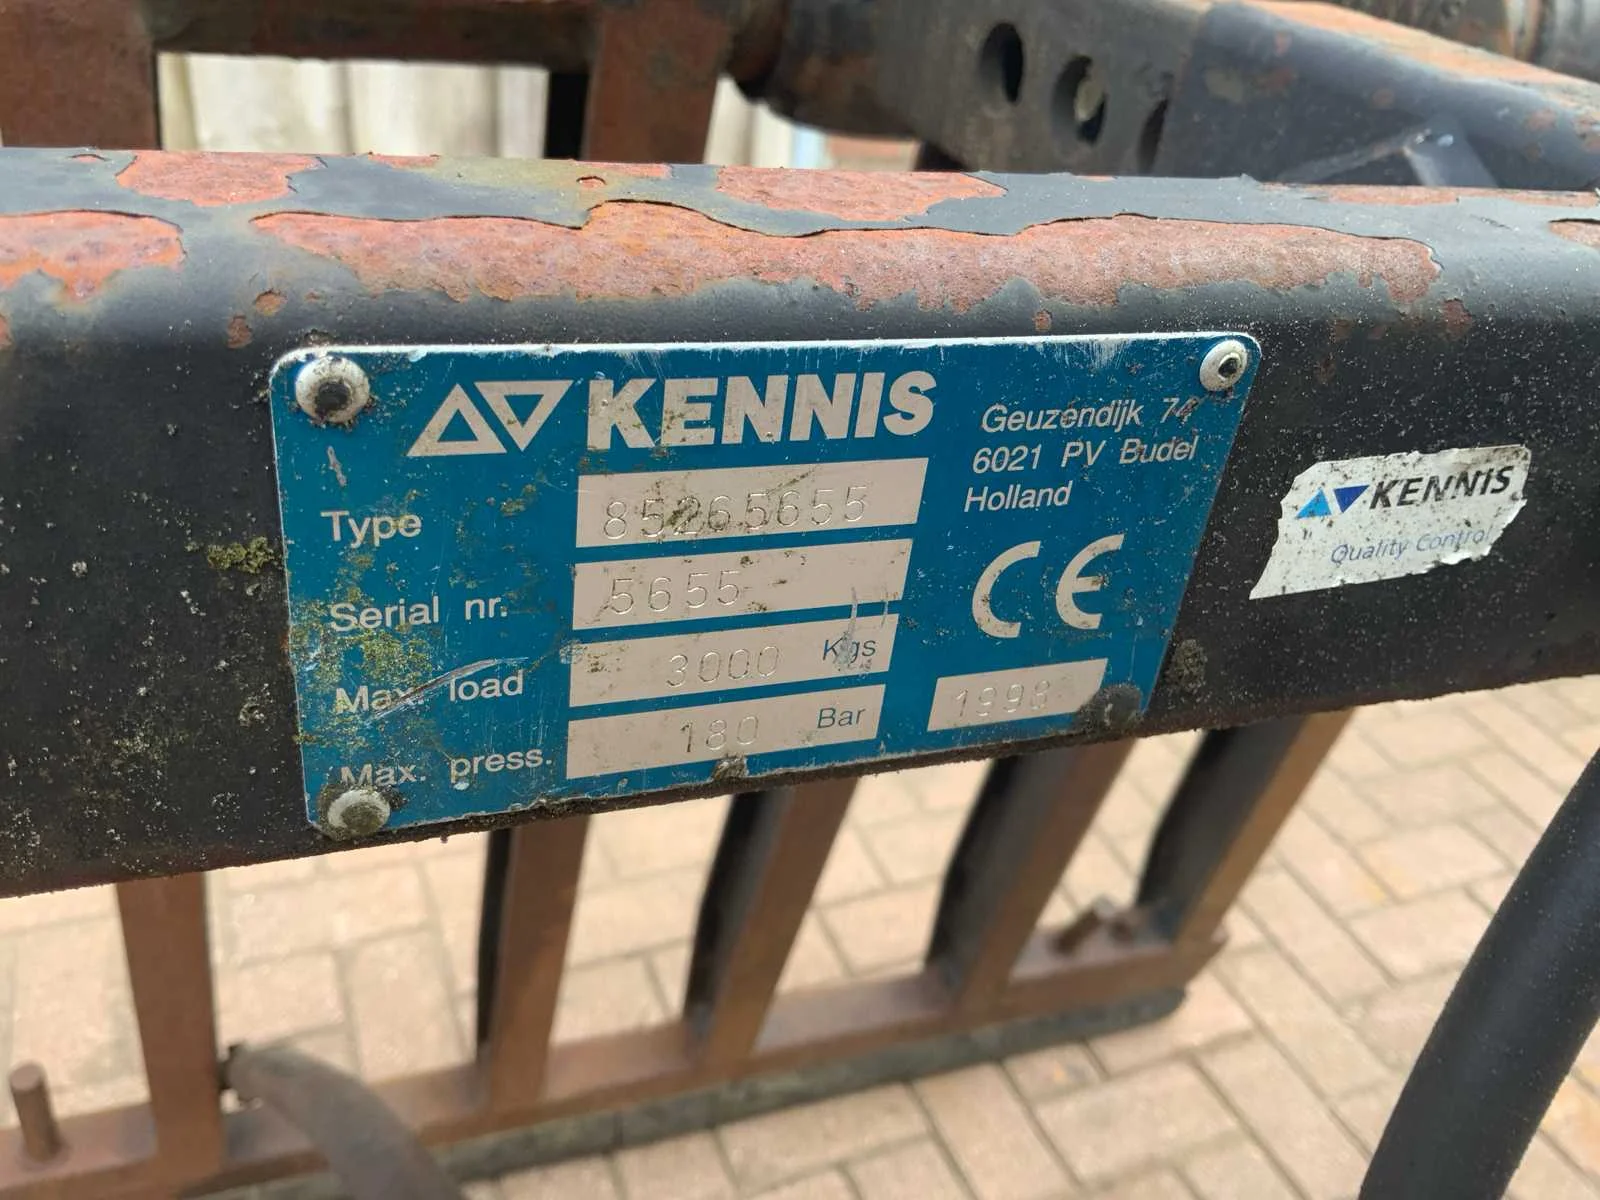 KENNIS
Geuzendijk 74
6021 PV Budel
Holland
Type 85265655
Serial nr. 5655
Max. load 3000 Kgs
Max. press. 180 Bar
CE
1998
KENNIS
Quality Control